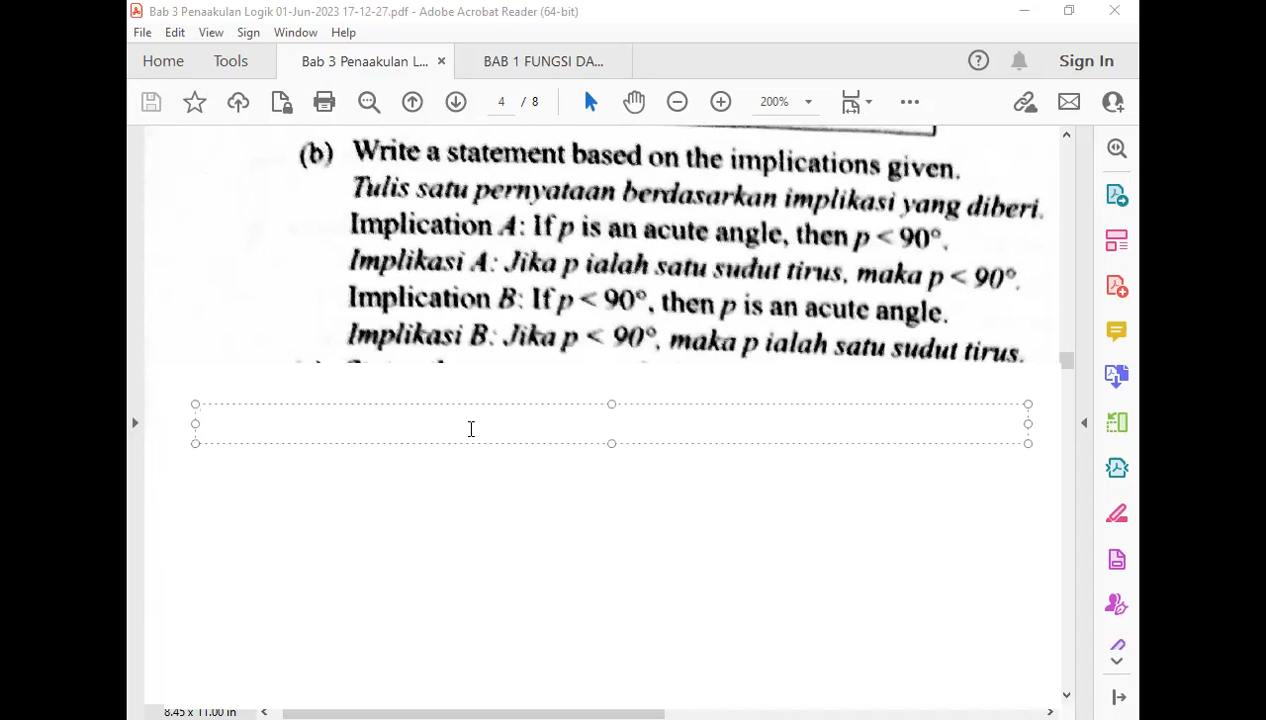 Bab 3 Penaakulan Logik 01-Jun-2023 17-12-27.pdf - Adobe Acrobat Reader (64-bit)
File Edit View Sign Window Help
Home Tools Bab 3 Penaakulan L... × BAB 1 FUNGSI DA... Sign In
4 / 8 200%
(b) Write a statement based on the implications given.
Tulis satu pernyataan berdasarkan implikasi yang diberi.
Implication A: If p is an acute angle, then p < 90°.
Implikasi A: Jika p ialah satu sudut tirus, maka p < 90°.
Implication B: If p < 90°, then p is an acute angle.
Implikasi B: Jika p < 90°, maka p ialah satu sudut tirus.
8.45 x 11.00 in